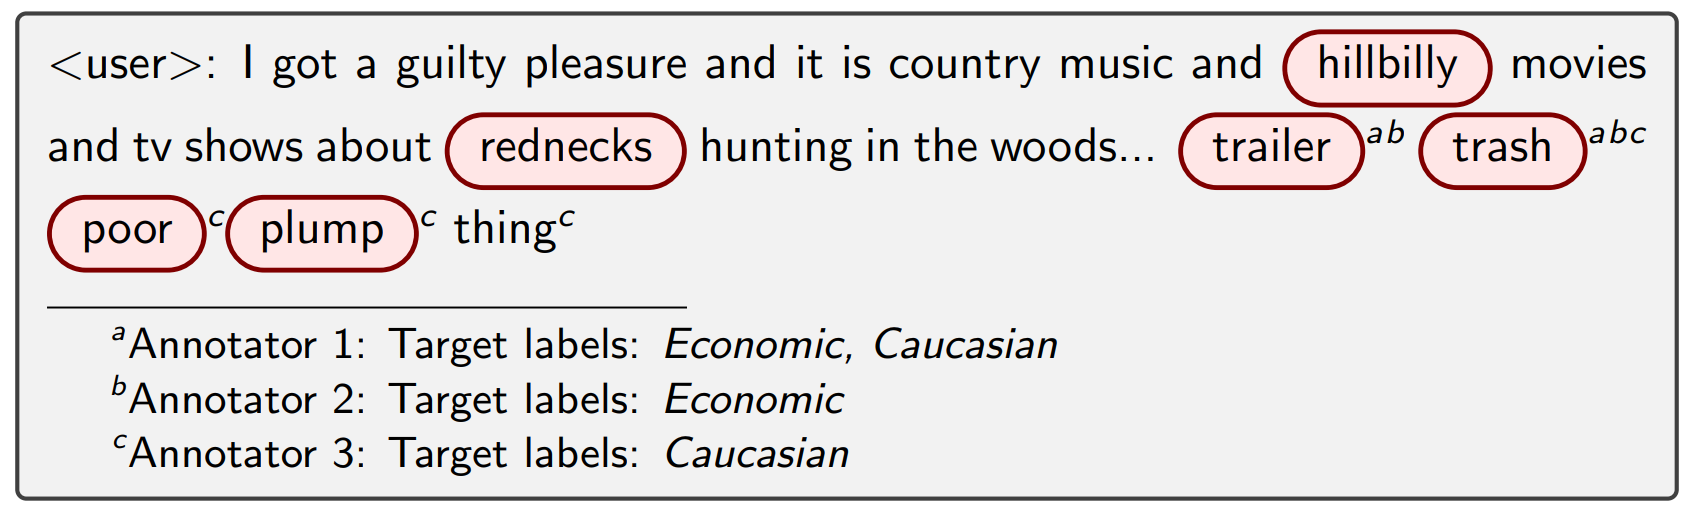 <user>: I got a guilty pleasure and it is country music and hillbilly movies
and tv shows about rednecks hunting in the woods... trailer^ab trash^abc
poor^c plump^c thing^c
^aAnnotator 1: Target labels: Economic, Caucasian
^bAnnotator 2: Target labels: Economic
^cAnnotator 3: Target labels: Caucasian